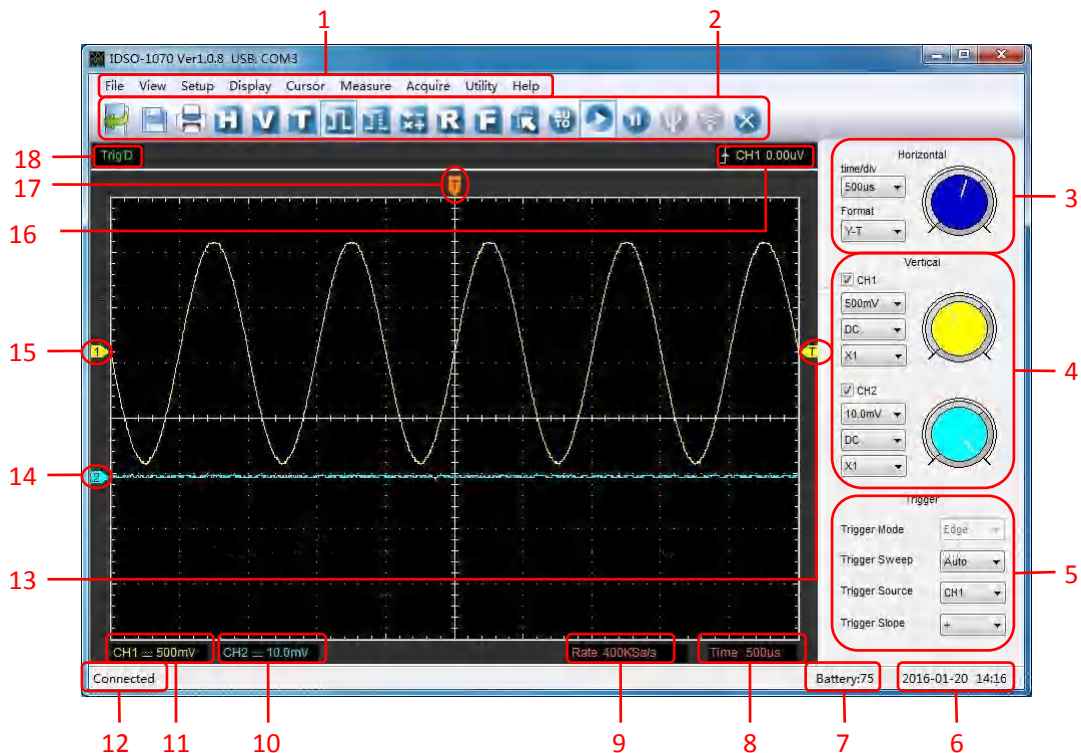 1
2
IDSO-1070 Ver1.0.8 USB: COM3
File View Setup Display Cursor Measure Acquire Utility Help
H V T R F AUTO
18
TrigD
CH1 0.00uV
17
T
16
Horizontal
time/div
500us
Format
Y-T
3
Vertical
CH1
500mV
DC
X1
CH2
10.0mV
DC
X1
4
15
1
T
14
2
13
Trigger
Trigger Mode Edge
Trigger Sweep Auto
Trigger Source CH1
Trigger Slope +
5
CH1 500mV
CH2 10.0mV
Rate 400KSa/s
Time 500us
Connected
Battery:75
2016-01-20 14:16
12
11
10
9
8
7
6